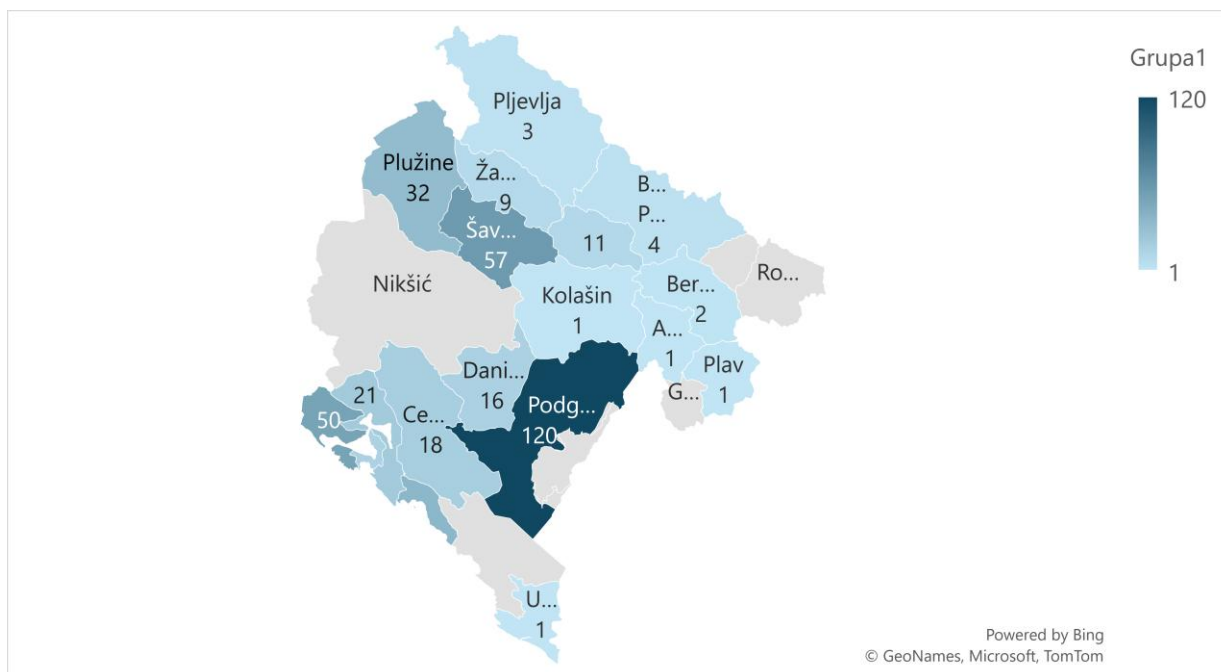 Grupa1
120
1
Pljevlja
3
Plužine
32
Ža...
9
B...
P...
4
Šav...
57
11
Ro...
Nikšić
Kolašin
1
Ber...
2
A...
1
Plav
1
G...
Dani...
16
21
50
Ce...
18
Podg...
120
U...
1
Powered by Bing
© GeoNames, Microsoft, TomTom